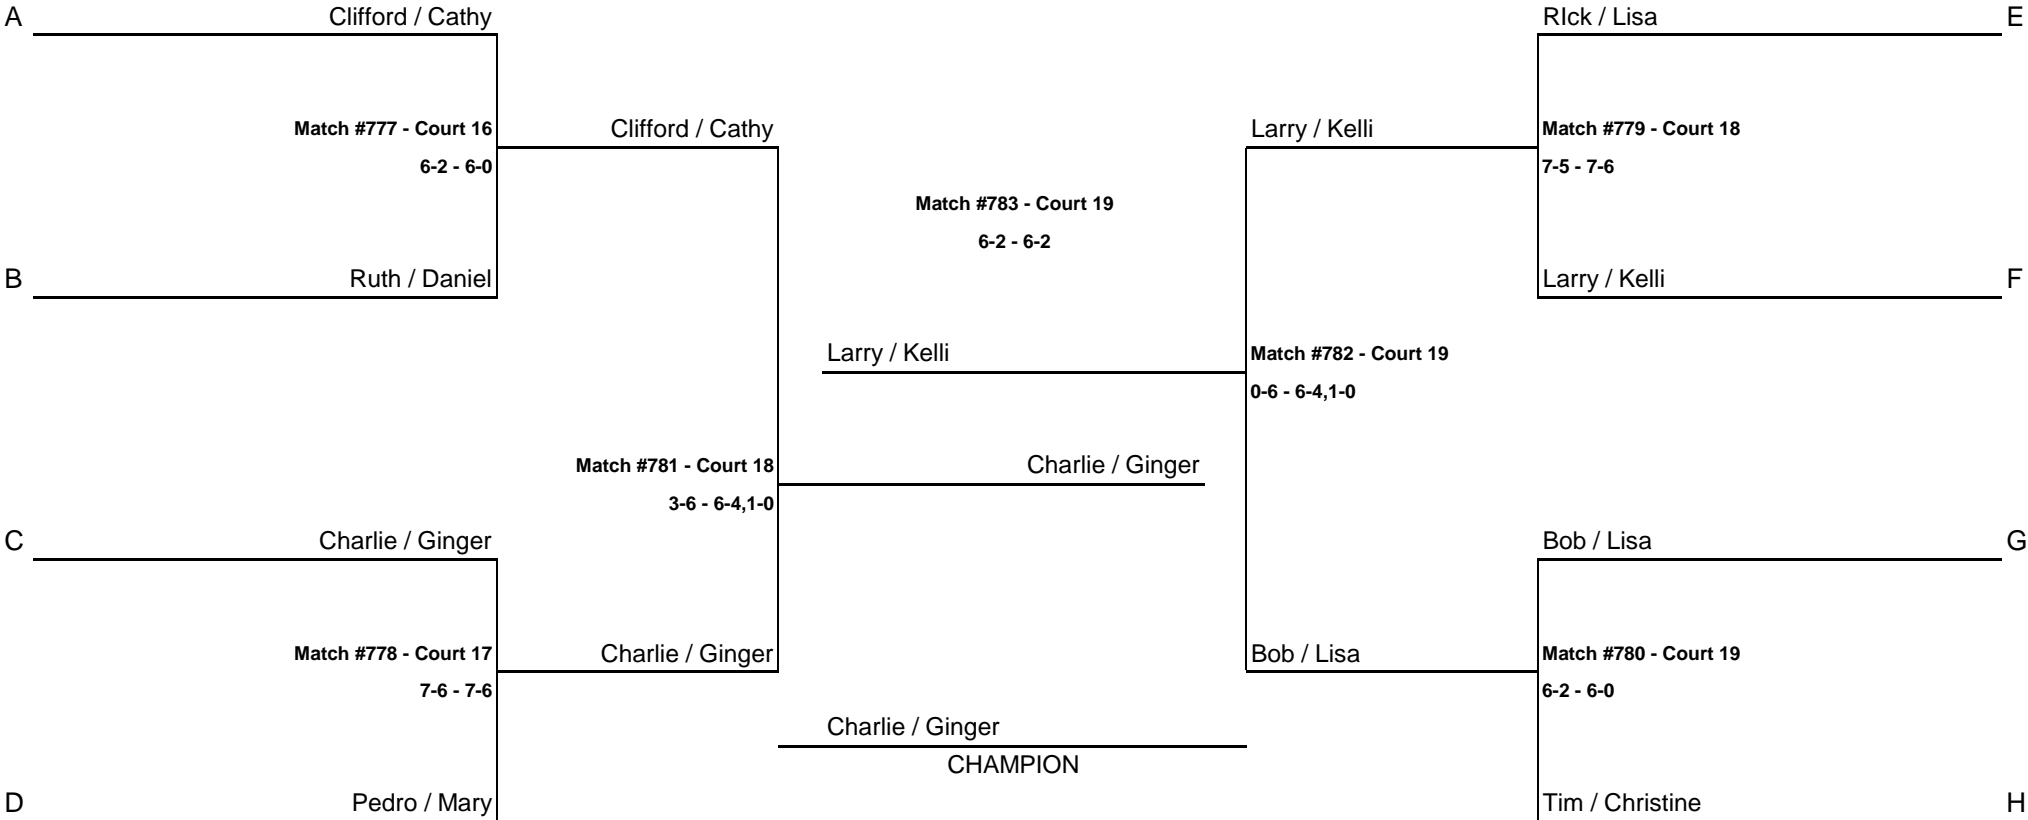 A
Clifford / Cathy
RIck / Lisa
E
Match #777 - Court 16
Clifford / Cathy
Larry / Kelli
Match #779 - Court 18
6-2 - 6-0
7-5 - 7-6
Match #783 - Court 19
6-2 - 6-2
B
Ruth / Daniel
Larry / Kelli
F
Larry / Kelli
Match #782 - Court 19
0-6 - 6-4,1-0
Match #781 - Court 18
Charlie / Ginger
3-6 - 6-4,1-0
C
Charlie / Ginger
Bob / Lisa
G
Match #778 - Court 17
Charlie / Ginger
Bob / Lisa
Match #780 - Court 19
7-6 - 7-6
6-2 - 6-0
Charlie / Ginger
CHAMPION
D
Pedro / Mary
Tim / Christine
H